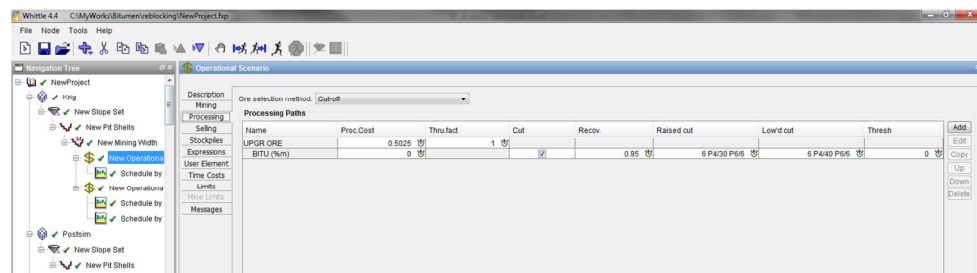 Whittle 4.4 C:\MyWorks\Bitumen\reblocking\NewProject.fxp
File Node Tools Help
Navigation Tree
Operational Scenario
NewProject
Krig
New Slope Set
New Pit Shells
New Mining Width
New Operationa
Schedule by
New Operationa
Schedule by
Schedule by
Postsim
New Slope Set
New Pit Shells
Description
Mining
Processing
Selling
Stockpiles
Expressions
User Element
Time Costs
Limits
Mine Limits
Messages
Ore selection method: Cut-off
Processing Paths
Name Proc.Cost Thru.fact Cut Recov. Raised cut Low'd cut Thresh
UPGR ORE 0.5025 1
BITU (%m) 0 0.95 6 P4/30 P6/6 6 P4/40 P6/6 0
Add
Edit
Copy
Up
Down
Delete